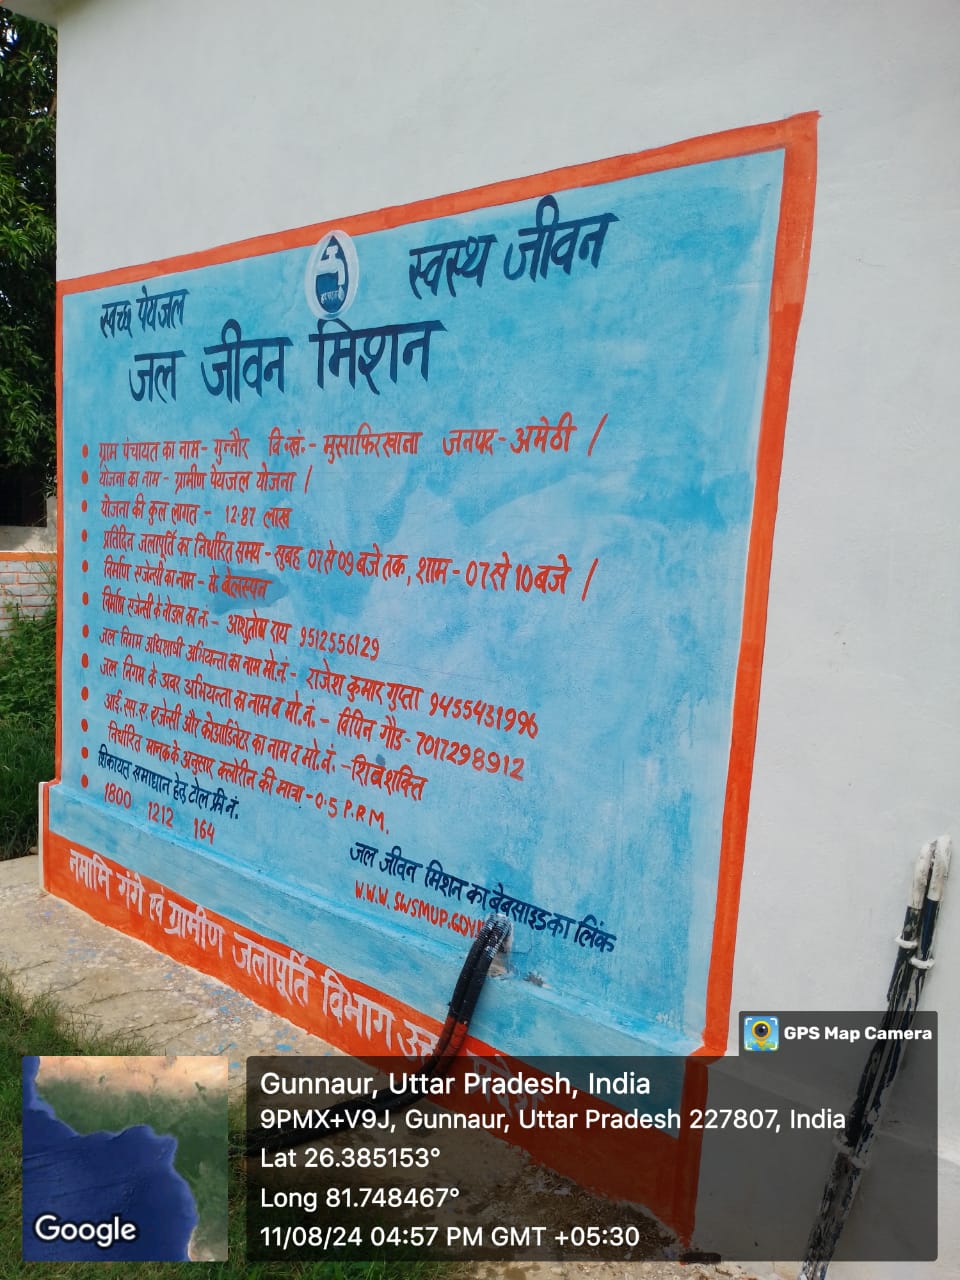 स्वच्छ पेयजल
स्वस्थ जीवन
जल जीवन मिशन
• ग्राम पंचायत का नाम- गुन्नौर वि.खं.- मुसाफिरखाना जनपद- अमेठी /
• योजना का नाम - ग्रामीण पेयजल योजना /
• योजना की कुल लागत - 12.87 लाख
• प्रतिदिन जलापूर्ति का निर्धारित समय - सुबह 07 से 09 बजे तक, शाम - 07 से 10 बजे /
• निर्माण एजेन्सी का नाम - मे. वेलस्पन
• निर्माण एजेन्सी के नोडल का नं. - आशुतोष राय 9512556129
• जल निगम अधिशाषी अभियन्ता का नाम मो.नं. - राजेश कुमार गुप्ता 9455431996
• जल निगम के अवर अभियन्ता का नाम व मो.नं. - विपिन गौड - 7017298912
• आई.एस.ए. एजेन्सी और कोआर्डिनेटर का नाम व मो.नं. - शिवशक्ति
• निर्धारित मानक के अनुसार क्लोरीन की मात्रा - 0.5 P.R.M.
• शिकायत समाधान हेतु टोल फ्री नं.
• 1800 1212 164
जल जीवन मिशन का बेबसाइड का लिंक
W.W.W. SWSMUP.GOV.
नमामि गंगे एवं ग्रामीण जलापूर्ति विभाग
GPS Map Camera
Gunnaur, Uttar Pradesh, India
9PMX+V9J, Gunnaur, Uttar Pradesh 227807, India
Lat 26.385153°
Long 81.748467°
11/08/24 04:57 PM GMT +05:30
Google